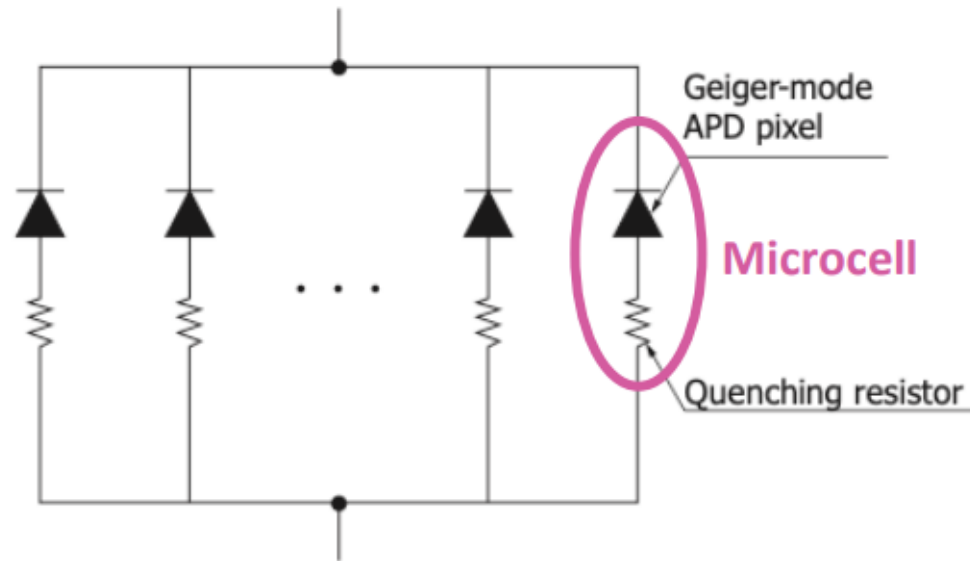 Geiger-mode
APD pixel
Microcell
Quenching resistor